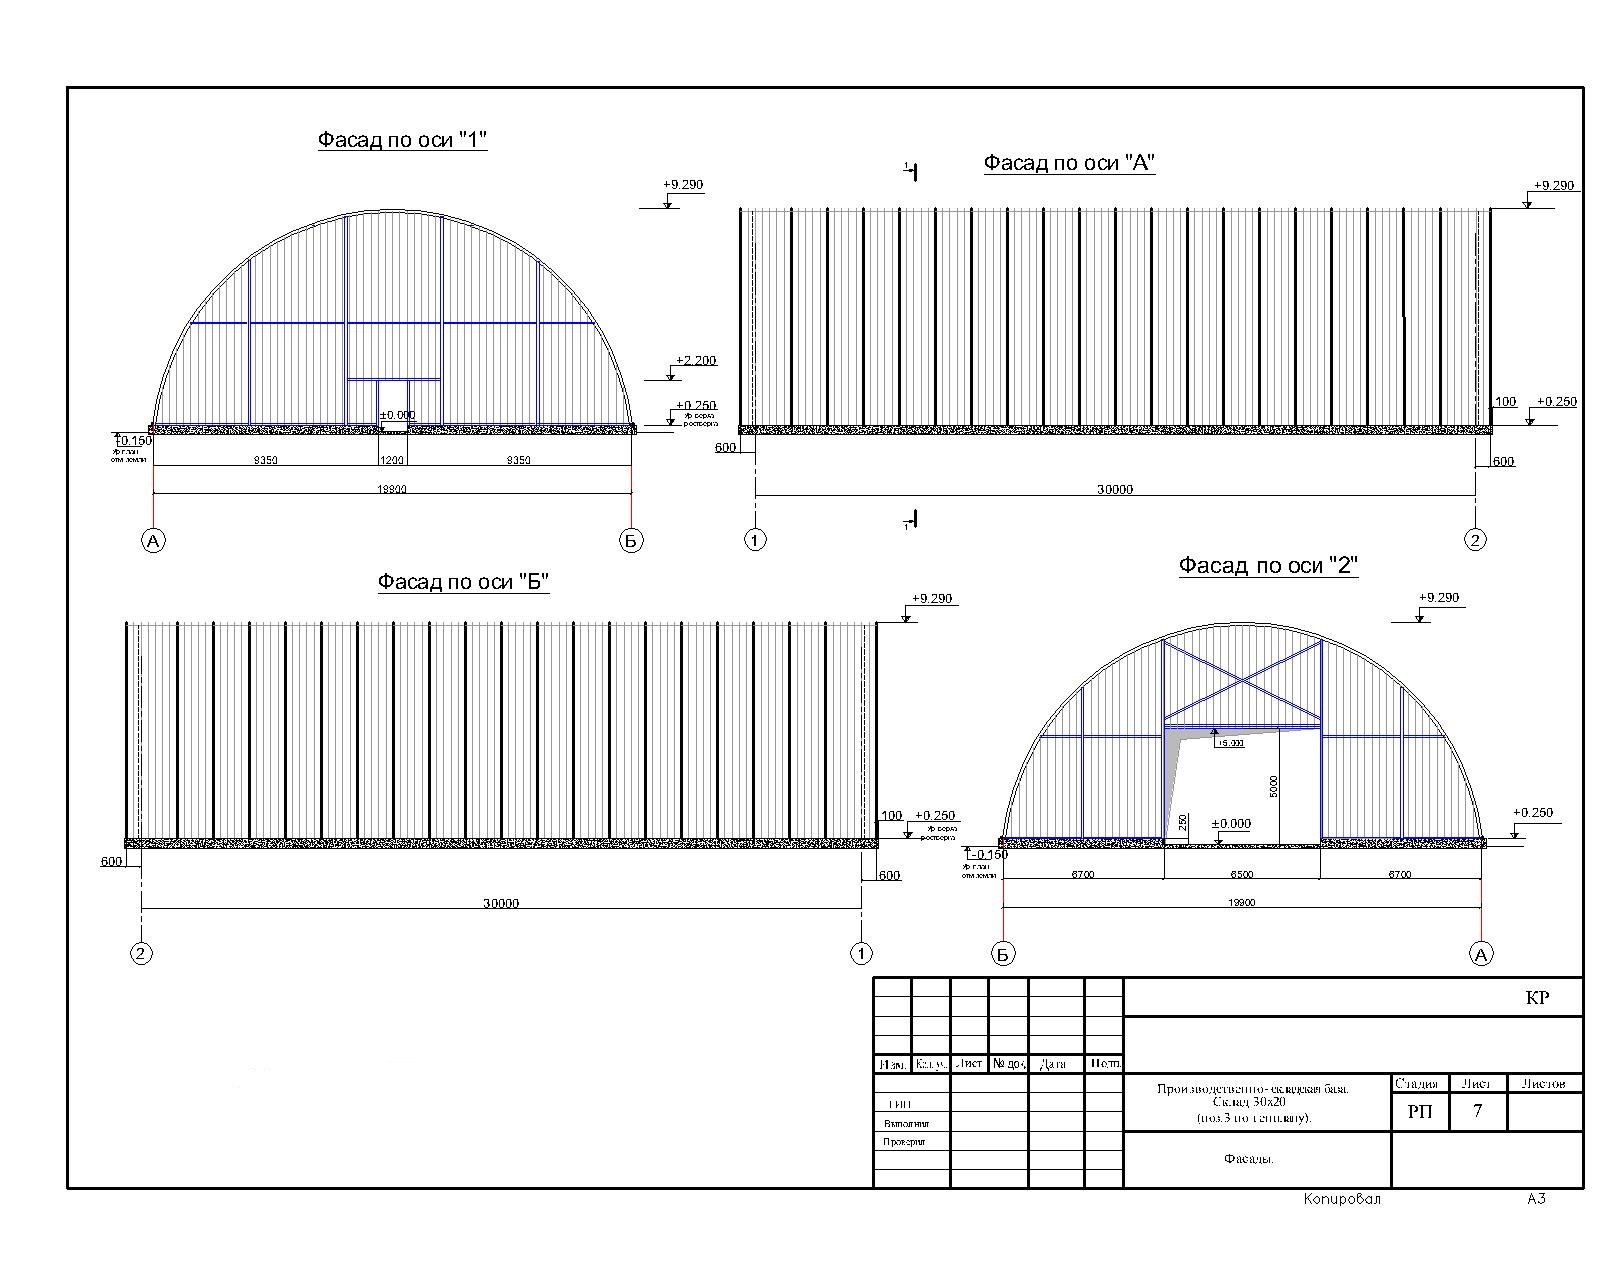 Фасад по оси "1"
+9.290
+2.200
+0.250
Ур верха
ростверга
±0.000
0.150
Ур план
отм земли
9350
1200
9350
19900
А
Б
Фасад по оси "А"
1
+9.290
100
+0.250
600
600
30000
1
1
2
Фасад по оси "Б"
+9.290
100
+0.250
Ур верха
ростверга
600
600
30000
2
1
Фасад по оси "2"
+9.290
+5.000
5000
250
±0.000
+0.250
-0.150
Ур план
отм земли
6700
6500
6700
19900
Б
А
КР
Изм.
Кол.уч.
Лист
№ док.
Дата
Подп.
ГИП
Выполнил
Проверил
Производственно- складская база.
Склад 30х20
(поз.3 по генплану).
Стадия
Лист
Листов
РП
7
Фасады.
Копировал
А3